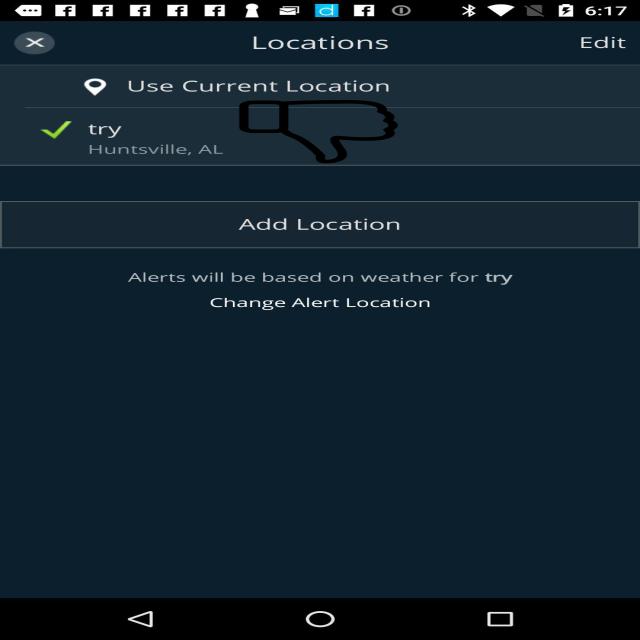 6:17
Locations
Edit
Use Current Location
try
Huntsville, AL
Add Location
Alerts will be based on weather for try
Change Alert Location